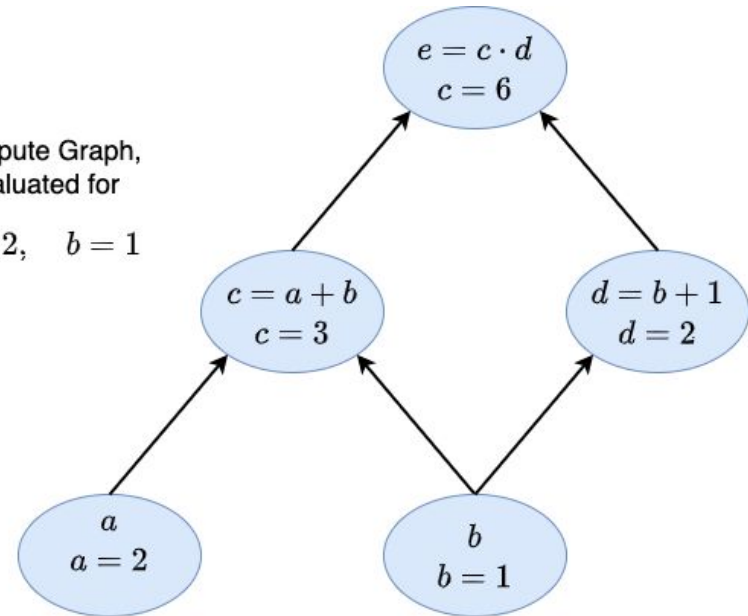 e = c · d
c = 6
pute Graph,
aluated for
2, b = 1
c = a + b
c = 3
d = b + 1
d = 2
a
a = 2
b
b = 1